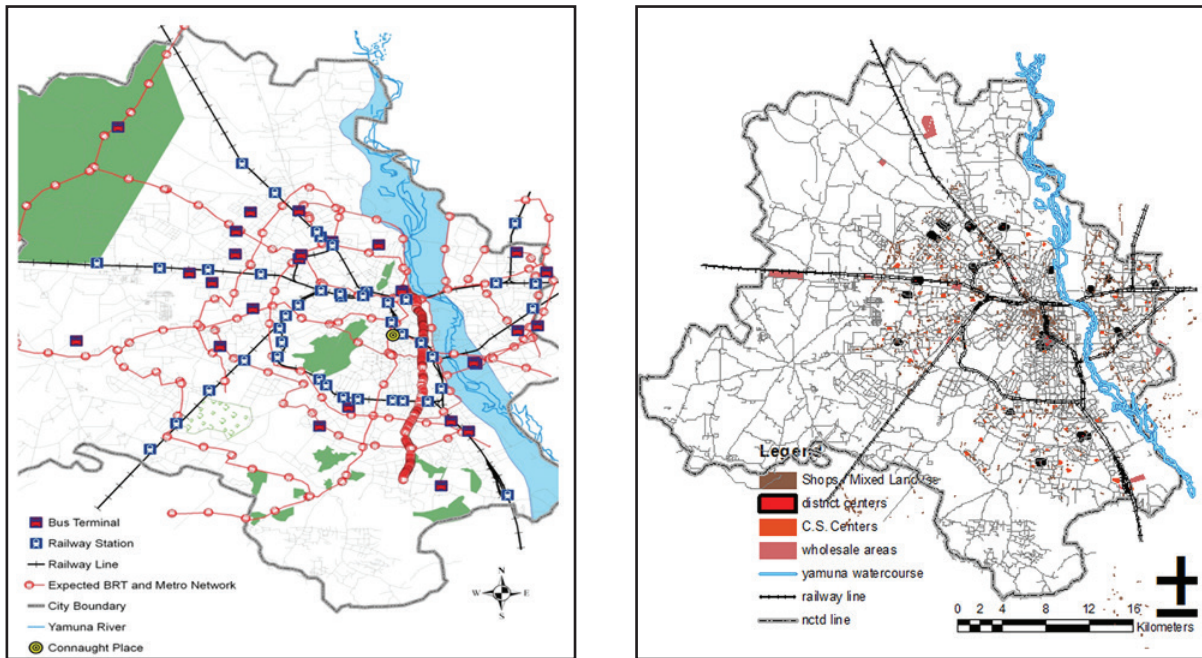 Bus Terminal
Railway Station
Railway Line
Expected BRT and Metro Network
City Boundary
Yamuna River
Connaught Place
N
W E
S
Legend
Shops / Mixed Land Use
district centers
C.S. Centers
wholesale areas
yamuna watercourse
railway line
nctd line
0 2 4 8 12 16
Kilometers